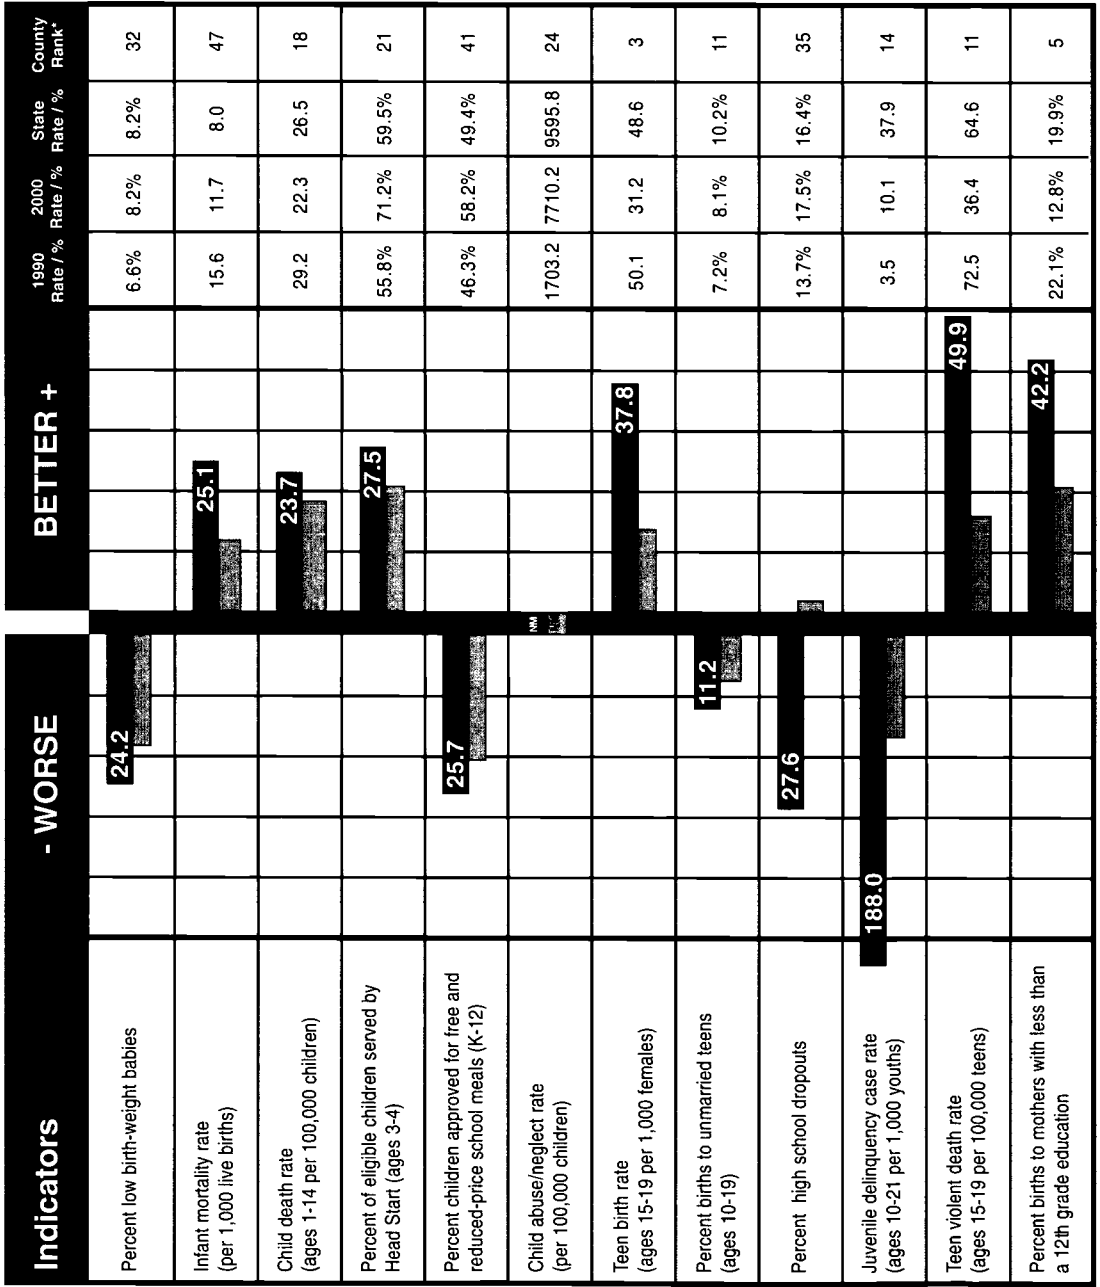 Indicators
- WORSE
BETTER +
1990
Rate / %
2000
Rate / %
State
Rate / %
County
Rank*
Percent low birth-weight babies
24.2
6.6%
8.2%
8.2%
32
Infant mortality rate
(per 1,000 live births)
25.1
15.6
11.7
8.0
47
Child death rate
(ages 1-14 per 100,000 children)
23.7
29.2
22.3
26.5
18
Percent of eligible children served by
Head Start (ages 3-4)
27.5
55.8%
71.2%
59.5%
21
Percent children approved for free and
reduced-price school meals (K-12)
25.7
46.3%
58.2%
49.4%
41
Child abuse/neglect rate
(per 100,000 children)
NM
1703.2
7710.2
9595.8
24
Teen birth rate
(ages 15-19 per 1,000 females)
37.8
50.1
31.2
48.6
3
Percent births to unmarried teens
(ages 10-19)
11.2
7.2%
8.1%
10.2%
11
Percent high school dropouts
27.6
13.7%
17.5%
16.4%
35
Juvenile delinquency case rate
(ages 10-21 per 1,000 youths)
188.0
3.5
10.1
37.9
14
Teen violent death rate
(ages 15-19 per 100,000 teens)
49.9
72.5
36.4
64.6
11
Percent births to mothers with less than
a 12th grade education
42.2
22.1%
12.8%
19.9%
5